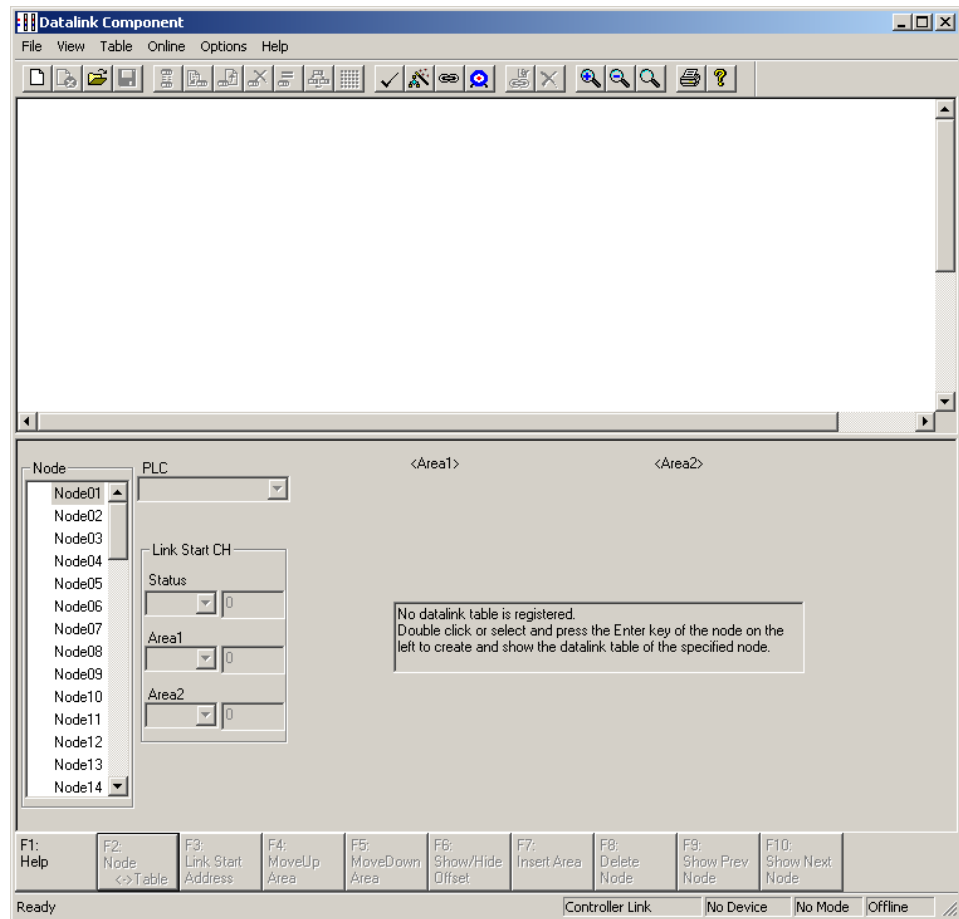 Datalink Component
File View Table Online Options Help
<Area1> <Area2>
Node
PLC
Node01
Node02
Node03
Node04
Node05
Node06
Node07
Node08
Node09
Node10
Node11
Node12
Node13
Node14
Link Start CH
Status
0
Area1
0
Area2
0
No datalink table is registered.
Double click or select and press the Enter key of the node on the
left to create and show the datalink table of the specified node.
F1:
Help
F2:
Node
<->Table
F3:
Link Start
Address
F4:
MoveUp
Area
F5:
MoveDown
Area
F6:
Show/Hide
Offset
F7:
Insert Area
F8:
Delete
Node
F9:
Show Prev
Node
F10:
Show Next
Node
Ready Controller Link No Device No Mode Offline